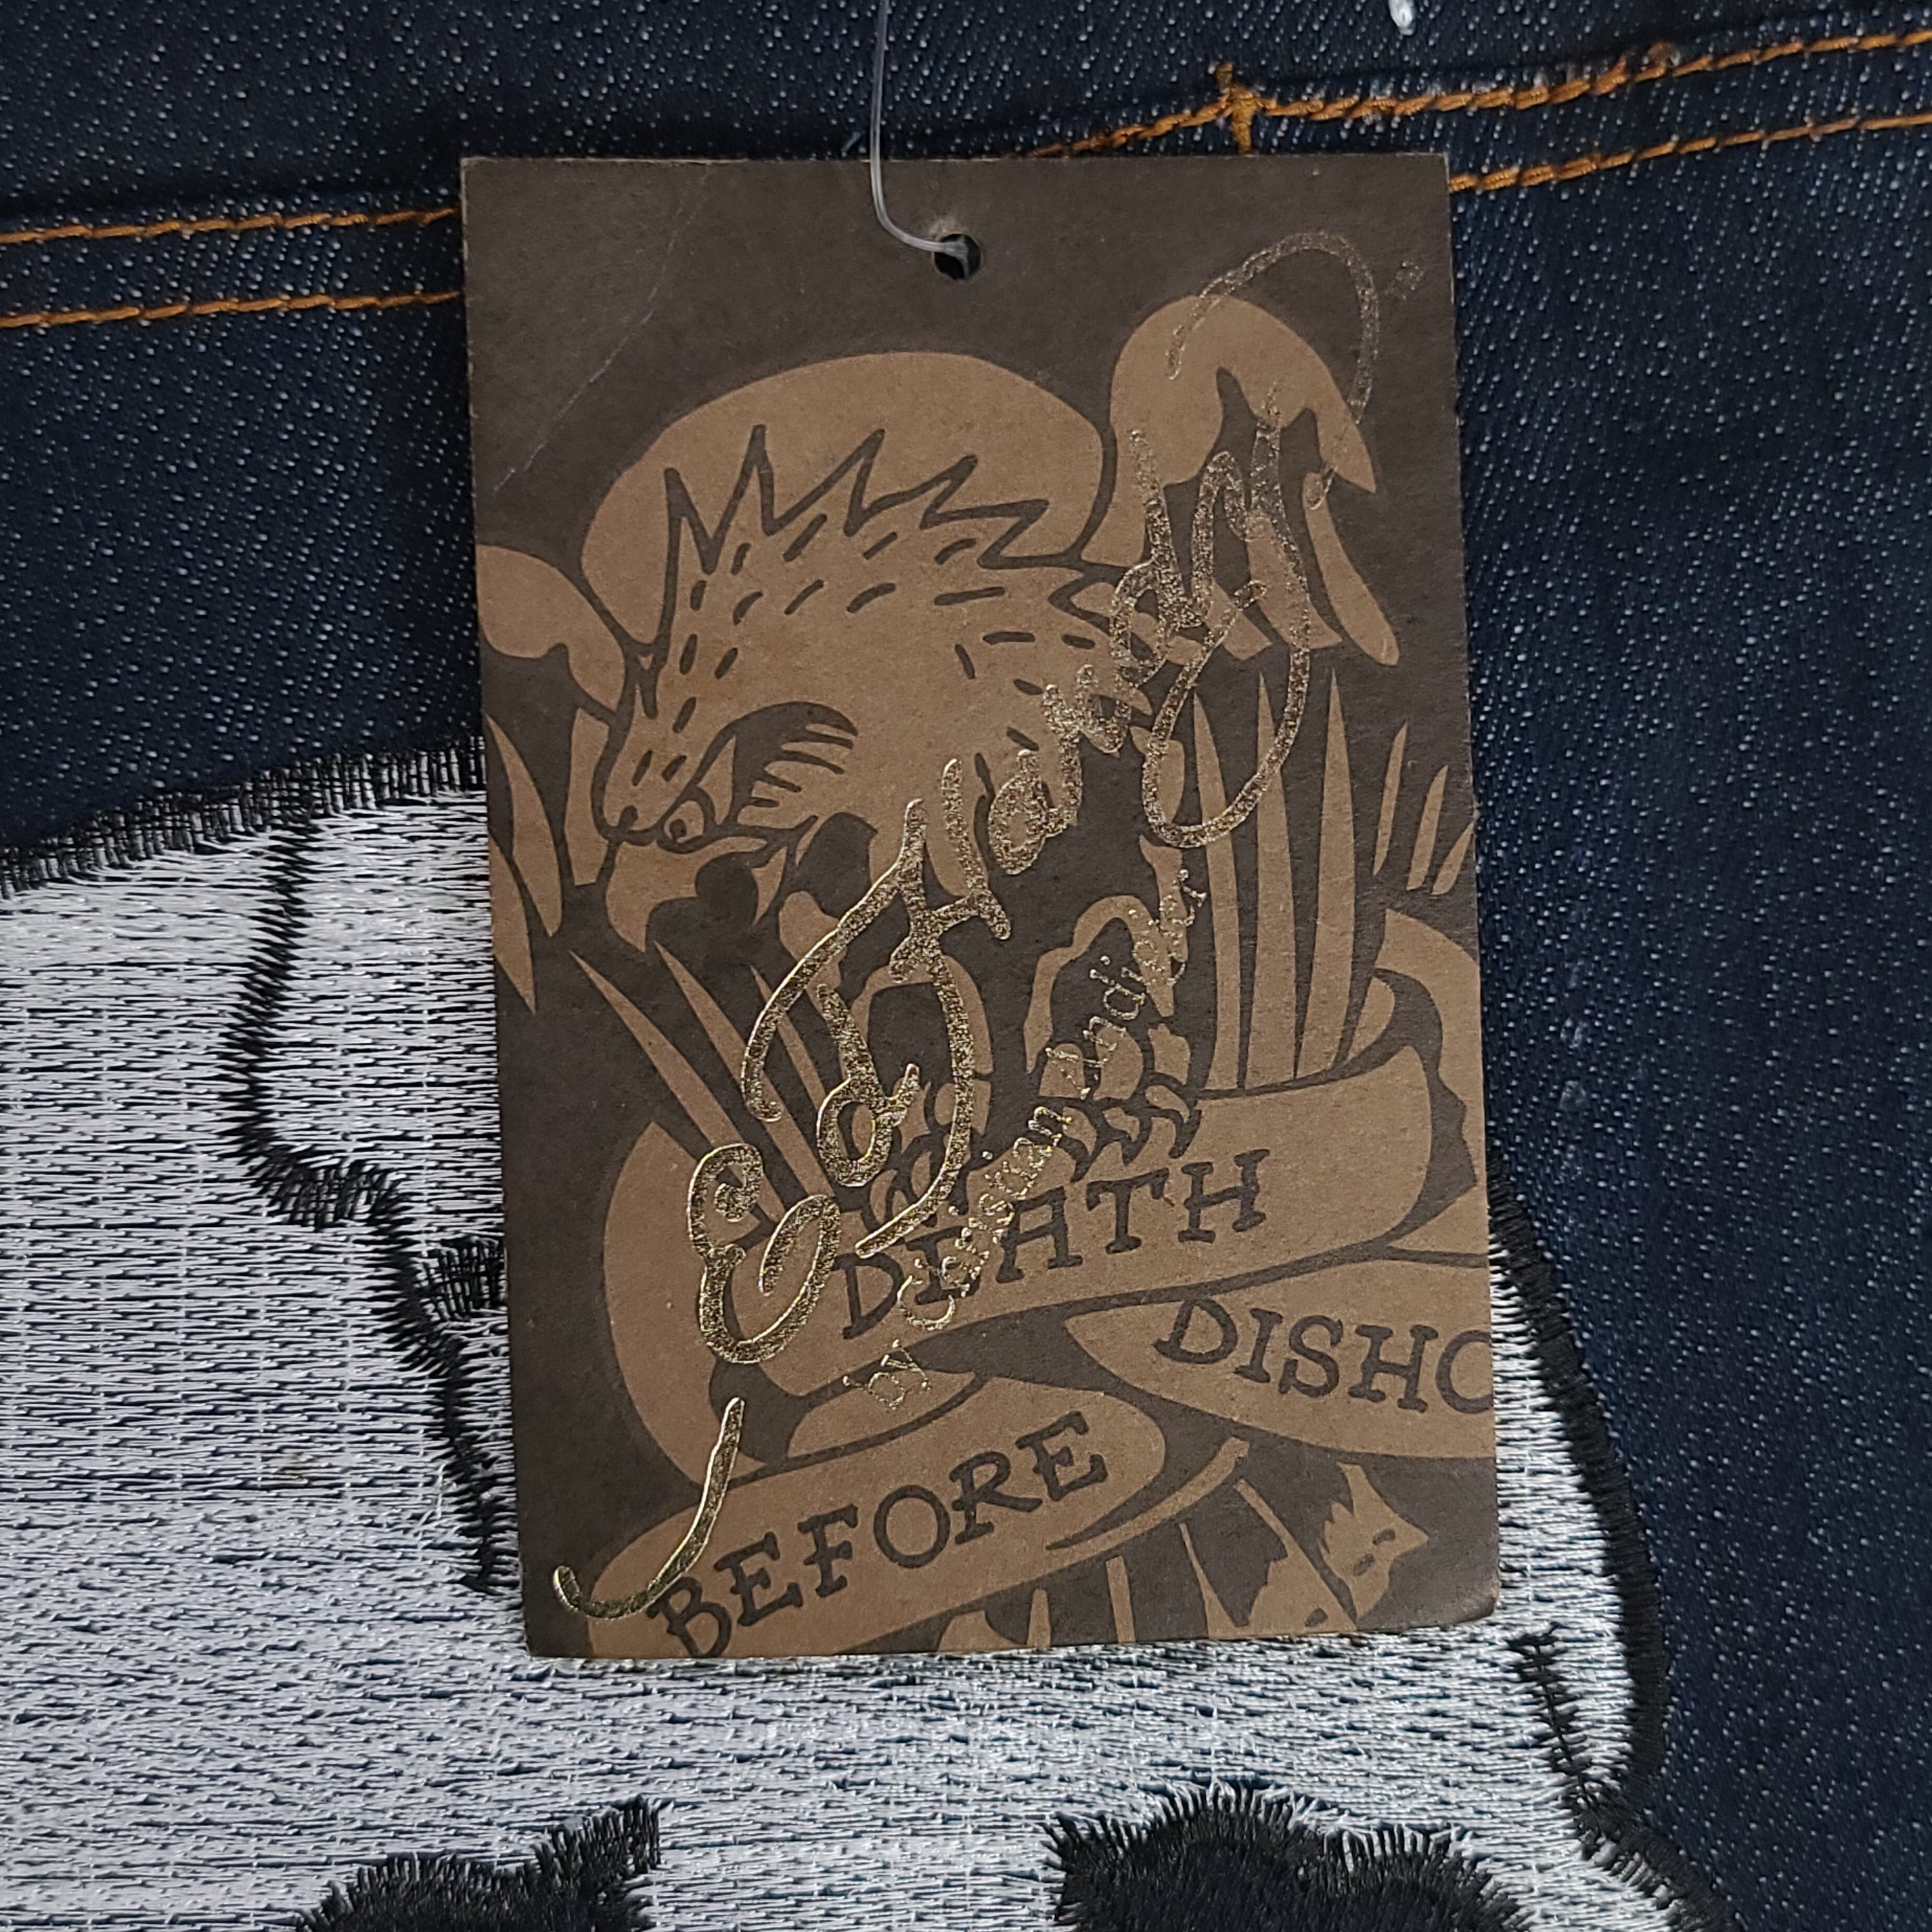 Ed Hardy
by Christian Audigier
DEATH
BEFORE
DISHO